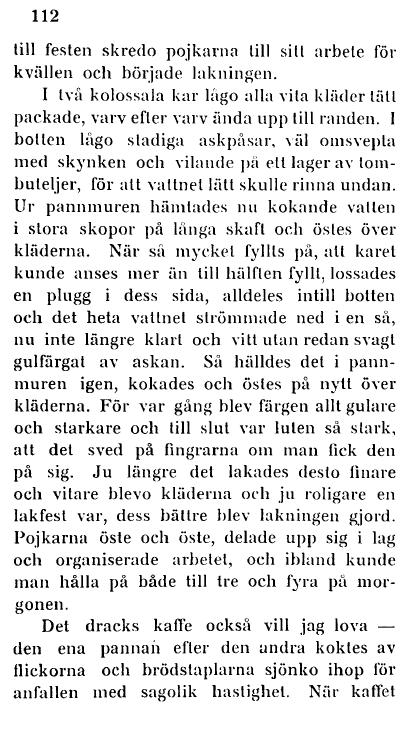 112
till festen skredo pojkarna till sitt arbete för
kvällen och började lakningen.
I två kolossala kar lågo alla vita kläder tätt
packade, varv efter varv ända upp till randen. I
botten lågo stadiga askpåsar, väl omsvepta
med skynken och vilande på ett lager av tom-
buteljer, för att vattnet lätt skulle rinna undan.
Ur pannmuren hämtades nu kokande vatten
i stora skopor på långa skaft och östes över
kläderna. När så mycket fyllts på, att karet
kunde anses mer än till hälften fyllt, lossades
en plugg i dess sida, alldeles intill botten
och det heta vattnet strömmade ned i en så,
nu inte längre klart och vitt utan redan svagt
gulfärgat av askan. Så hälldes det i pann-
muren igen, kokades och östes på nytt över
kläderna. För var gång blev färgen allt gulare
och starkare och till slut var luten så stark,
att det sved på fingrarna om man fick den
på sig. Ju längre det lakades desto finare
och vitare blevo kläderna och ju roligare en
lakfest var, dess bättre blev lakningen gjord.
Pojkarna öste och öste, delade upp sig i lag
och organiserade arbetet, och ibland kunde
man hålla på både till tre och fyra på mor-
gonen.
Det dracks kaffe också vill jag lova —
den ena pannan efter den andra koktes av
flickorna och brödstaplarna sjönko ihop för
anfallen med sagolik hastighet. När kaffet